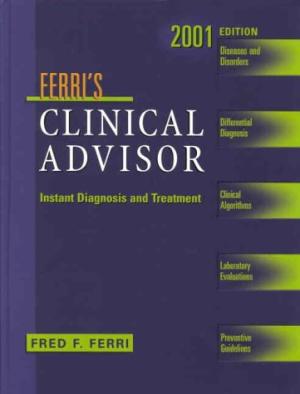 2001 EDITION
Diseases and
Disorders
FERRI'S
CLINICAL
ADVISOR
Instant Diagnosis and Treatment
Differential
Diagnosis
Clinical
Algorithms
Laboratory
Evaluations
Preventive
Guidelines
FRED F. FERRI